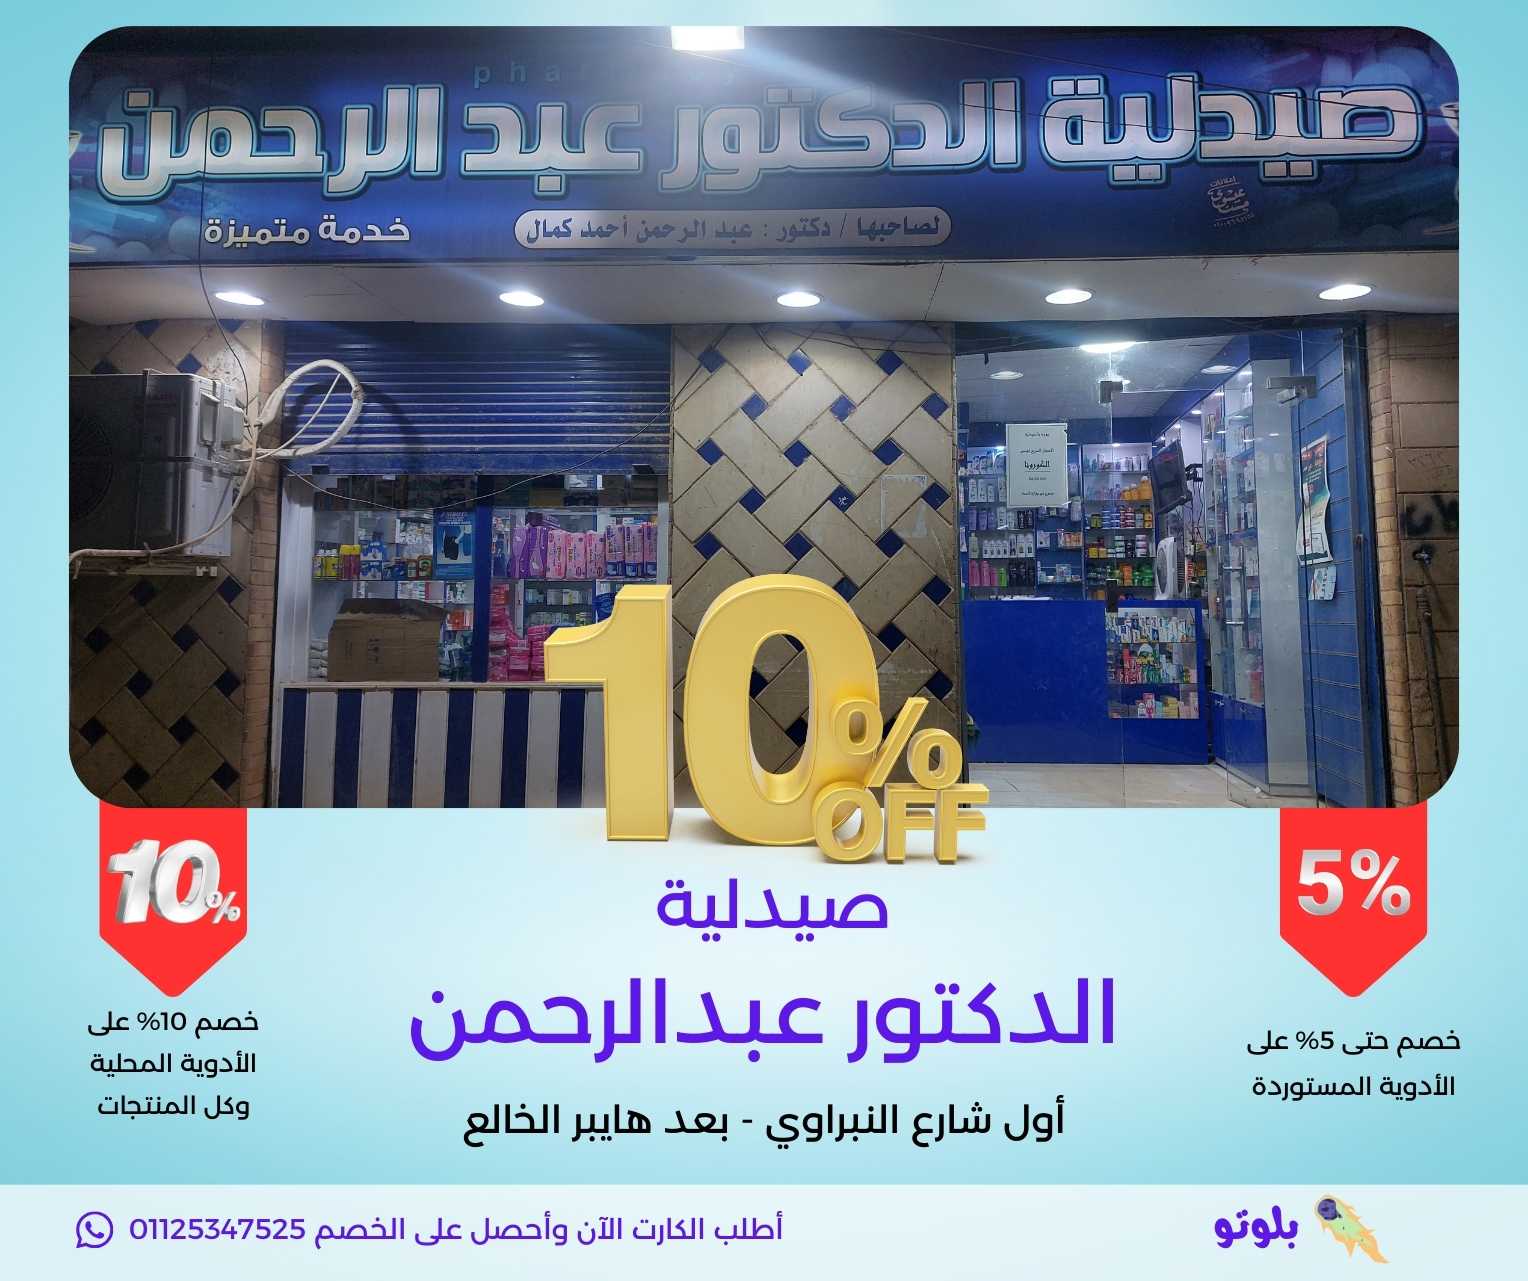 pharmacy
صيدلية الدكتور عبد الرحمن
لصاحبها / دكتور : عبد الرحمن أحمد كمال
خدمة متميزة
10% OFF
10%
خصم 10% على
الأدوية المحلية
وكل المنتجات
صيدلية
الدكتور عبدالرحمن
أول شارع النبراوي - بعد هايبر الخالع
5%
خصم حتى 5% على
الأدوية المستوردة
أطلب الكارت الآن وأحصل على الخصم 01125347525
بلوتو